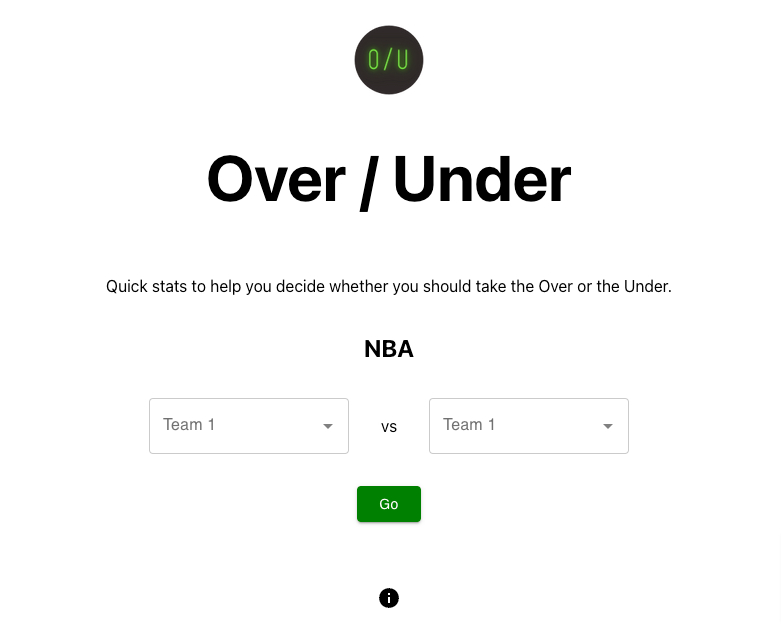 O/U
Over / Under
Quick stats to help you decide whether you should take the Over or the Under.
NBA
Team 1 vs Team 1
Go